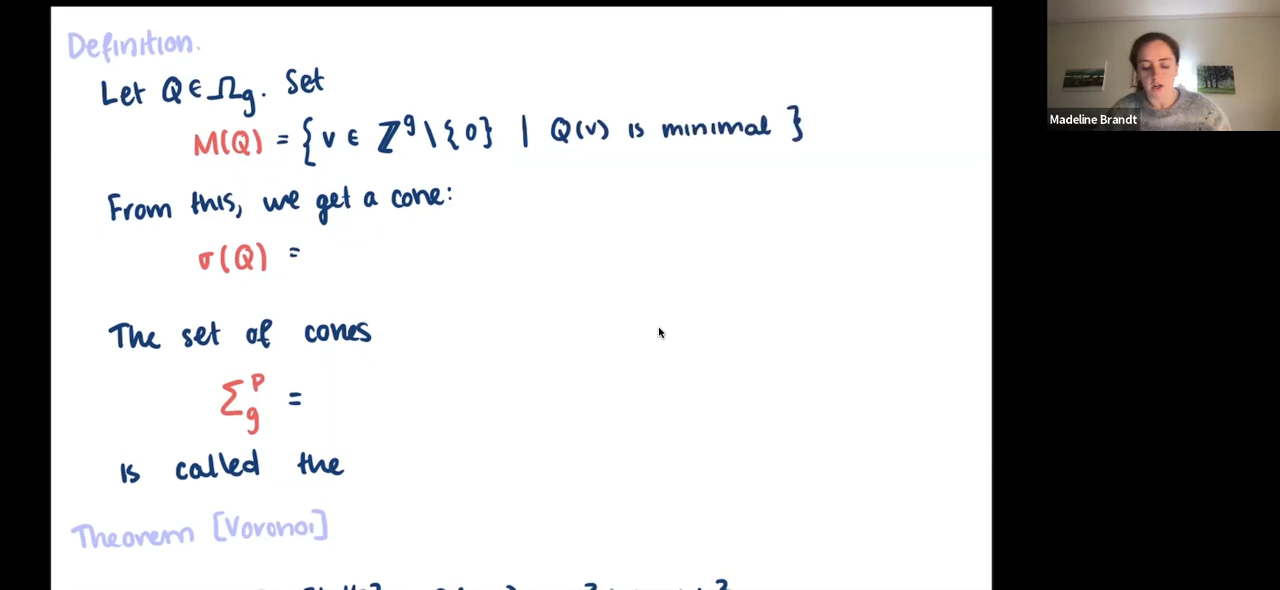 Definition.
Let Q ∈ Ωg. Set
M(Q) = { v ∈ ℤ^g \ {0} | Q(v) is minimal }
From this, we get a cone:
σ(Q) =
The set of cones
Σ_g^P =
is called the
Theorem [Voronoi]
Madeline Brandt